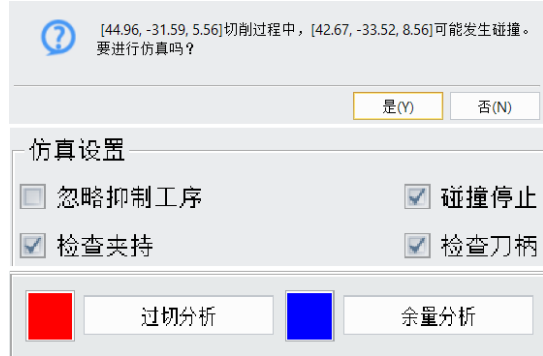 [44.96, -31.59, 5.56]切削过程中，[42.67, -33.52, 8.56]可能发生碰撞。
要进行仿真吗？
是(Y) 否(N)
仿真设置
忽略抑制工序 碰撞停止
检查夹持 检查刀柄
过切分析 余量分析